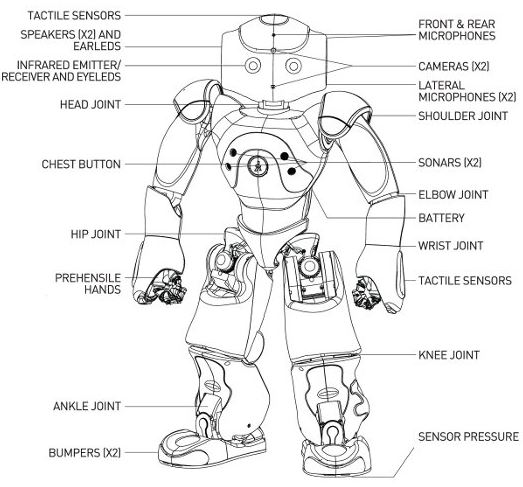 TACTILE SENSORS
SPEAKERS (X2) AND
EARLEDS
INFRARED EMITTER/
RECEIVER AND EYELEDS
HEAD JOINT
CHEST BUTTON
HIP JOINT
PREHENSILE
HANDS
ANKLE JOINT
BUMPERS (X2)
FRONT & REAR
MICROPHONES
CAMERAS (X2)
LATERAL
MICROPHONES (X2)
SHOULDER JOINT
SONARS (X2)
ELBOW JOINT
BATTERY
WRIST JOINT
TACTILE SENSORS
KNEE JOINT
SENSOR PRESSURE